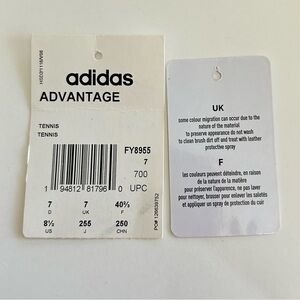 adidas
ADVANTAGE
TENNIS
TENNIS
FY8955
7
700
1 94812 81796 0 UPC
7 7 40⅔
D UK F
8½ 255 250
US J CHN
UK
some colour migration can occur due to the
nature of the material
to preserve appearance do not wash
to clean brush dirt off and treat with leather
protective spray
F
les couleurs peuvent déteindre, en raison
de la nature de la matière
pour préserver l'apparence, ne pas laver
pour nettoyer, brosser pour enlever les saletés
et appliquer un spray de protection du cuir